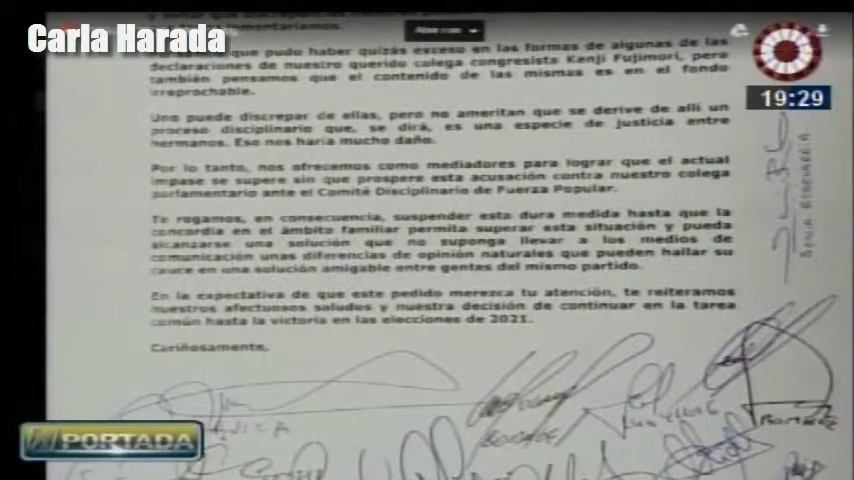 Carla Harada
que pudo haber quizás exceso en las formas de algunas de las
declaraciones de nuestro querido colega congresista Kenji Fujimori, pero
también pensamos que el contenido de las mismas es en el fondo
irreprochable.
Uno puede discrepar de ellas, pero no ameritan que se derive de allí un
proceso disciplinario que, se dirá, es una especie de justicia entre
hermanos. Eso nos haría mucho daño.
Por lo tanto, nos ofrecemos como mediadores para lograr que el actual
impase se supere sin que prospere esta acusación contra nuestro colega
parlamentario ante el Comité Disciplinario de Fuerza Popular.
Te rogamos, en consecuencia, suspender esta dura medida hasta que la
concordia en el ámbito familiar permita superar esta situación y pueda
alcanzarse una solución que no suponga llevar a los medios de
comunicación unas diferencias de opinión naturales que pueden hallar su
cauce en una solución amigable entre gentes del mismo partido.
En la expectativa de que este pedido merezca tu atención, te reiteramos
nuestros afectuosos saludos y nuestra decisión de continuar en la tarea
común hasta la victoria en las elecciones de 2021.
Cariñosamente,
19:29
PORTADA